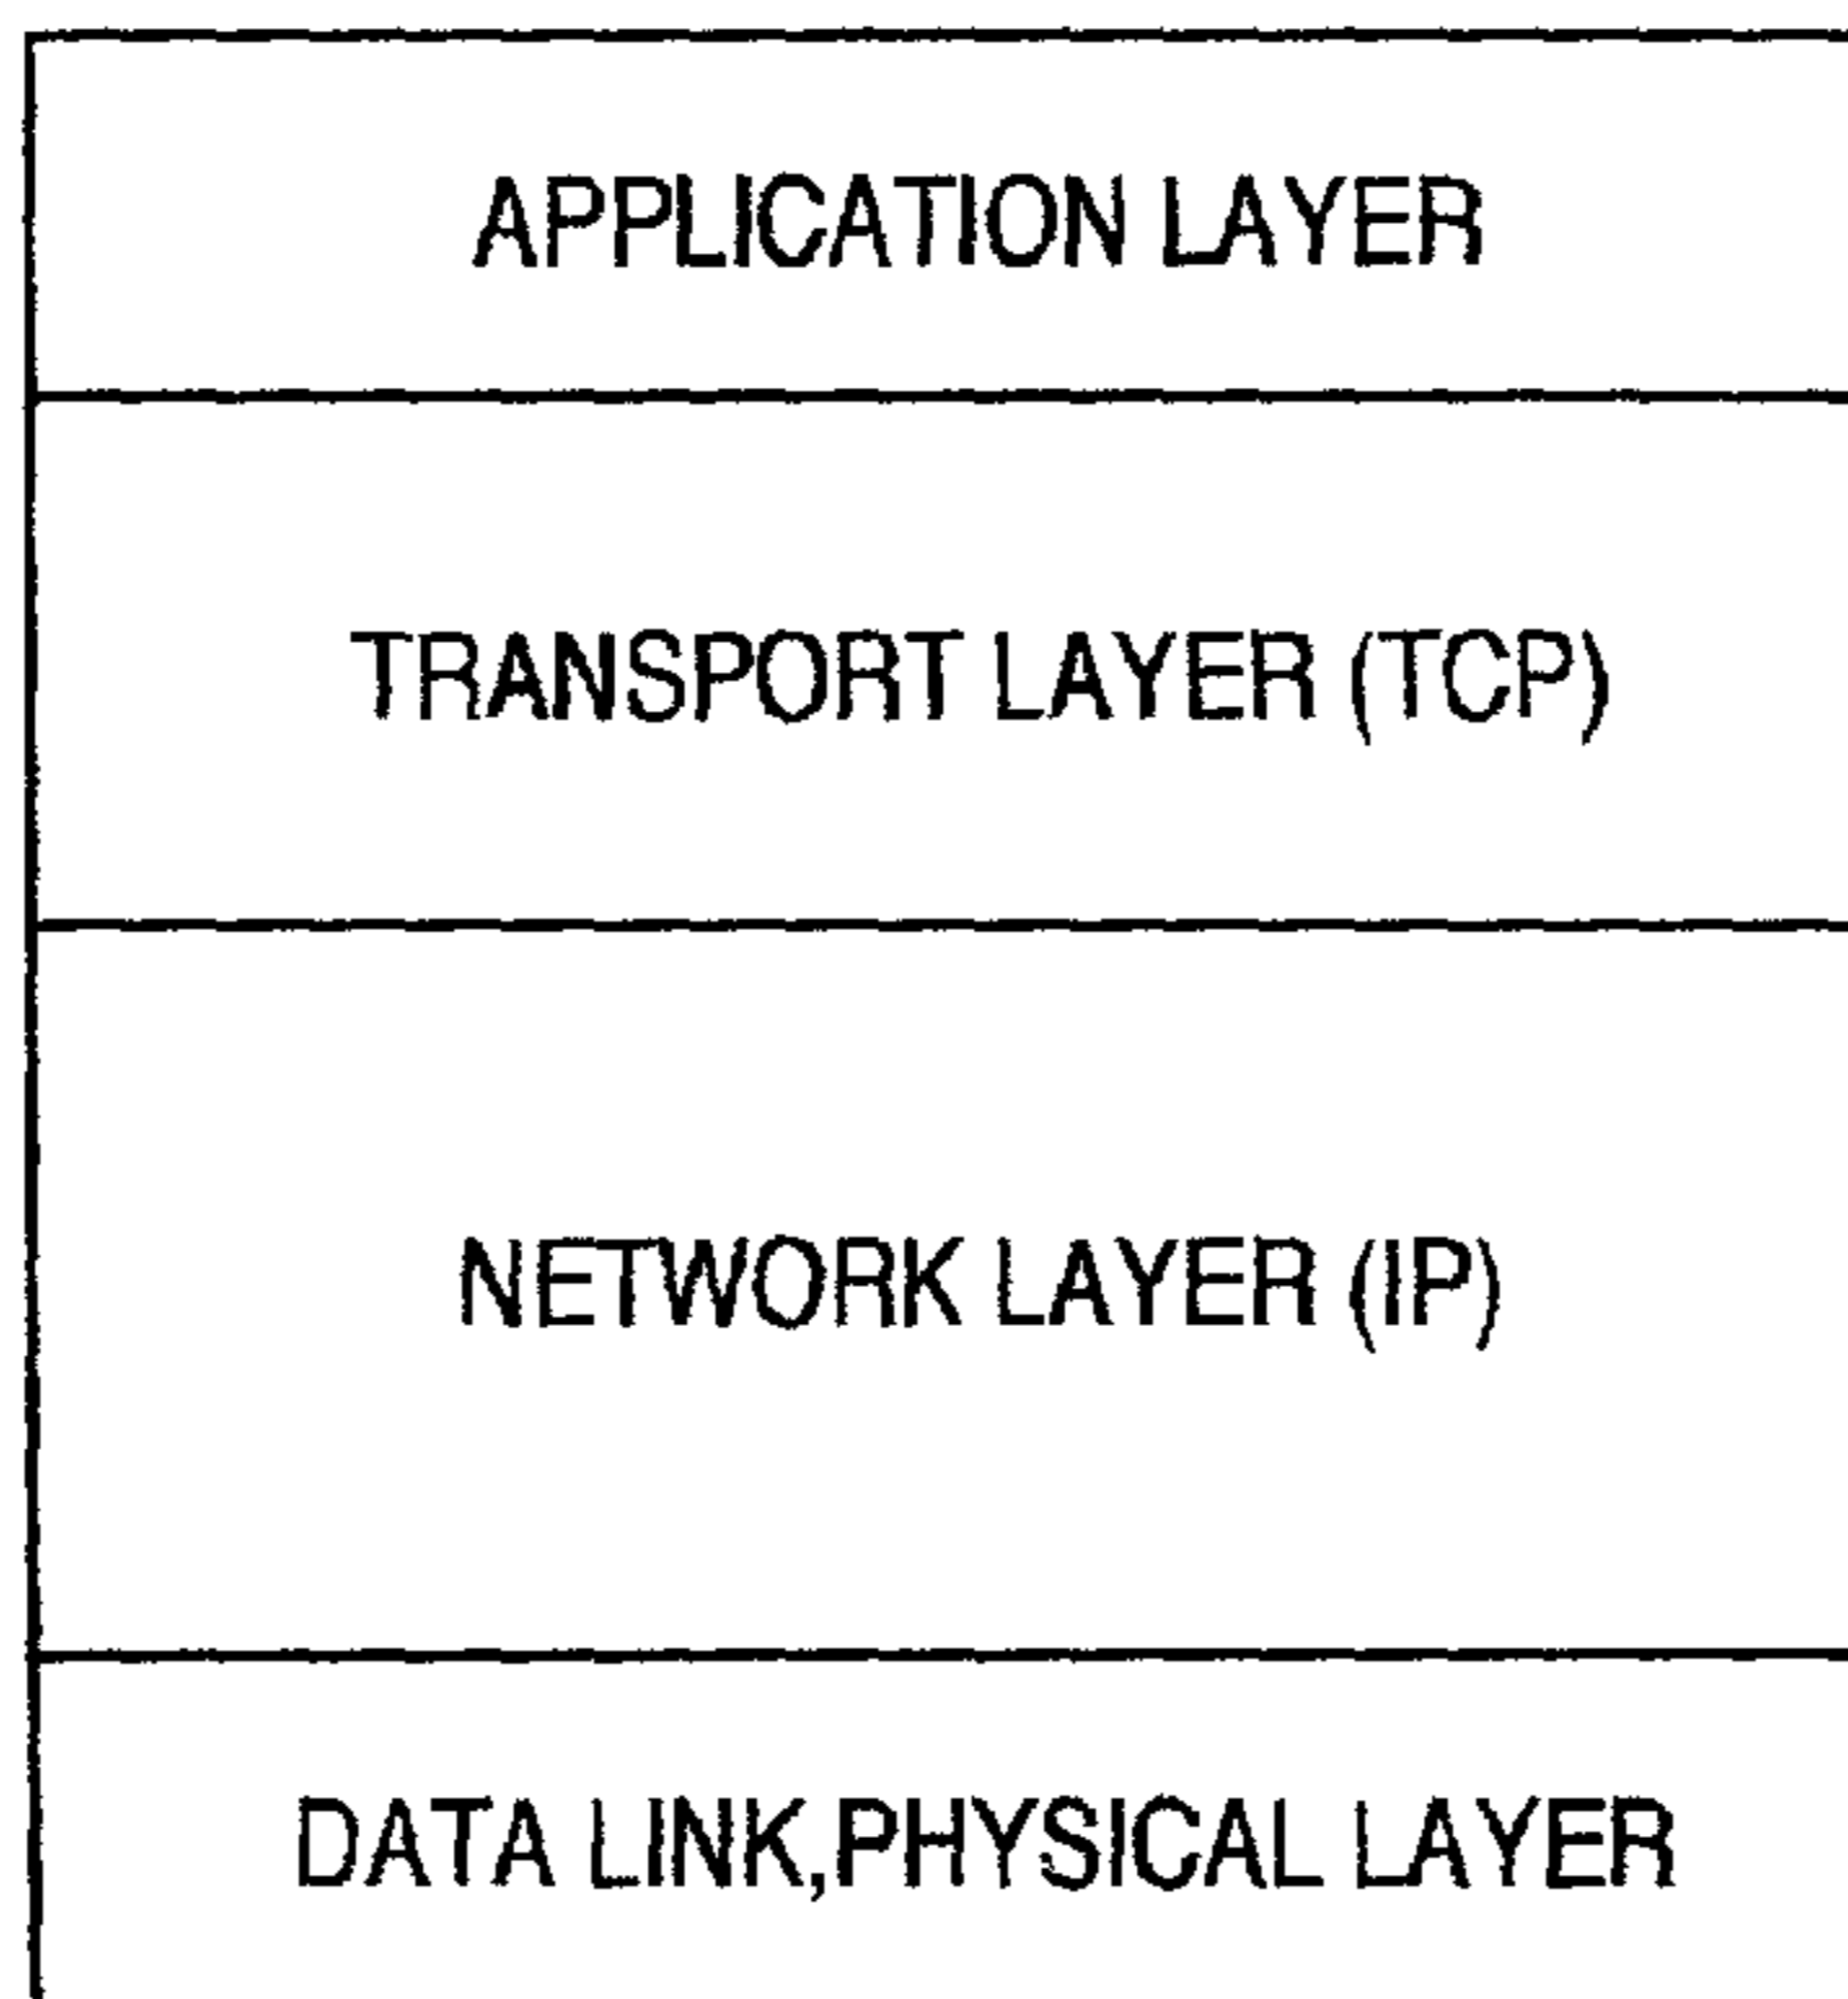 APPLICATION LAYER
TRANSPORT LAYER (TCP)
NETWORK LAYER (IP)
DATA LINK,PHYSICAL LAYER